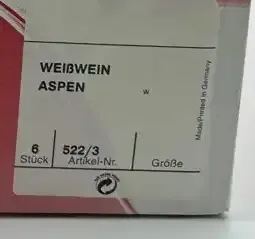 WEIßWEIN
ASPEN
w
6 522/3
Stück Artikel-Nr. Größe
Made/Printed in Germany